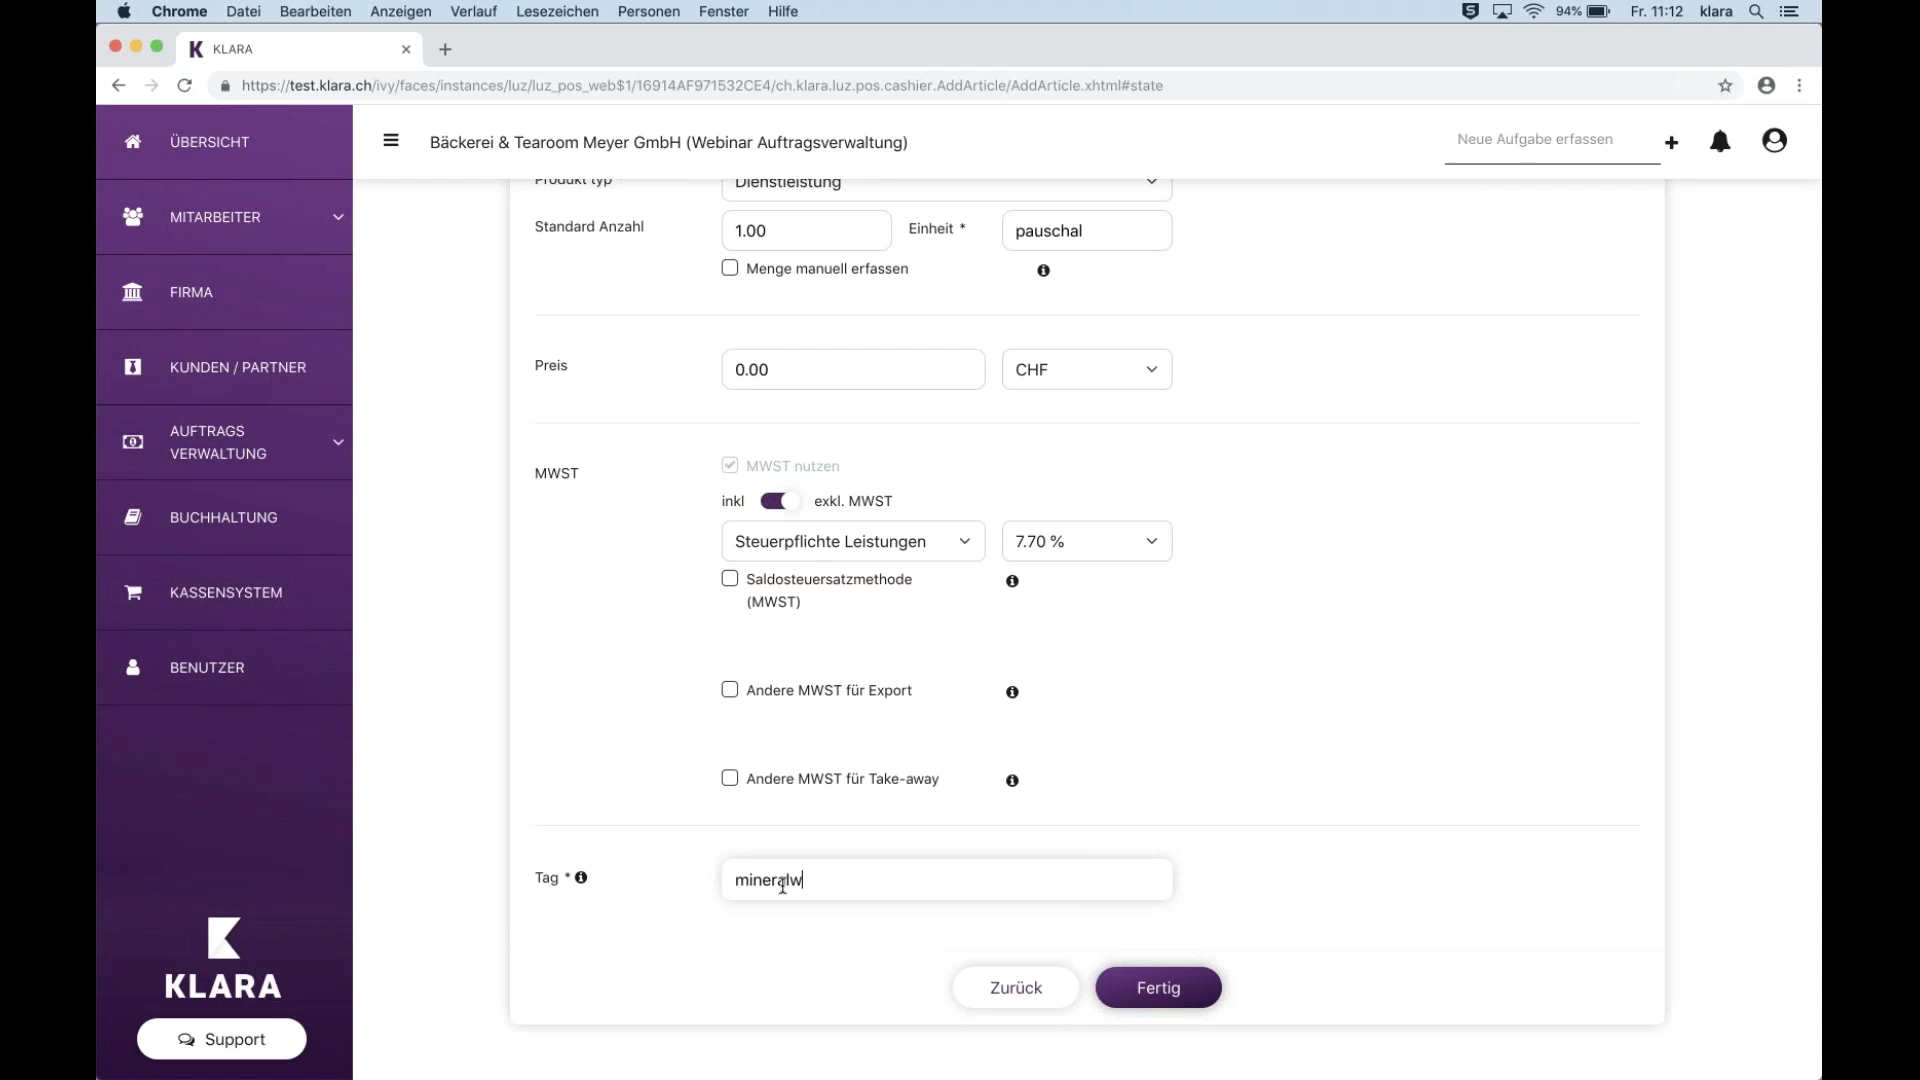 Chrome Datei Bearbeiten Anzeigen Verlauf Lesezeichen Personen Fenster Hilfe 94% Fr. 11:12 klara
KLARA
https://test.klara.ch/ivy/faces/instances/luz/luz_pos_web$1/16914AF971532CE4/ch.klara.luz.pos.cashier.AddArticle/AddArticle.xhtml#state
ÜBERSICHT
MITARBEITER
FIRMA
KUNDEN / PARTNER
AUFTRAGS
VERWALTUNG
BUCHHALTUNG
KASSENSYSTEM
BENUTZER
KLARA
Support
Bäckerei & Tearoom Meyer GmbH (Webinar Auftragsverwaltung)
Neue Aufgabe erfassen
Produkt typ * Dienstleistung
Standard Anzahl 1.00 Einheit * pauschal
Menge manuell erfassen
Preis 0.00 CHF
MWST MWST nutzen
inkl exkl. MWST
Steuerpflichte Leistungen 7.70 %
Saldosteuersatzmethode
(MWST)
Andere MWST für Export
Andere MWST für Take-away
Tag * mineralw
Zurück Fertig